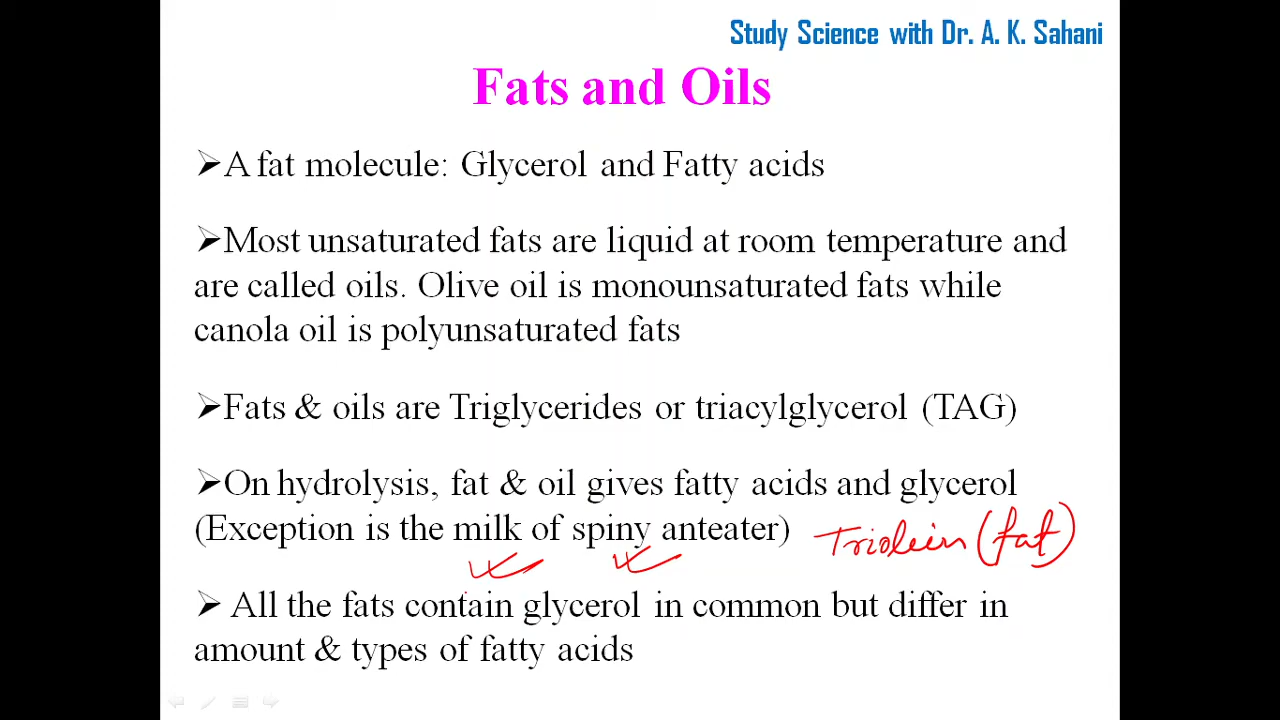 Study Science with Dr. A. K. Sahani
Fats and Oils
➢A fat molecule: Glycerol and Fatty acids
➢Most unsaturated fats are liquid at room temperature and
are called oils. Olive oil is monounsaturated fats while
canola oil is polyunsaturated fats
➢Fats & oils are Triglycerides or triacylglycerol (TAG)
➢On hydrolysis, fat & oil gives fatty acids and glycerol
(Exception is the milk of spiny anteater) Triolein (fat)
➢ All the fats contain glycerol in common but differ in
amount & types of fatty acids